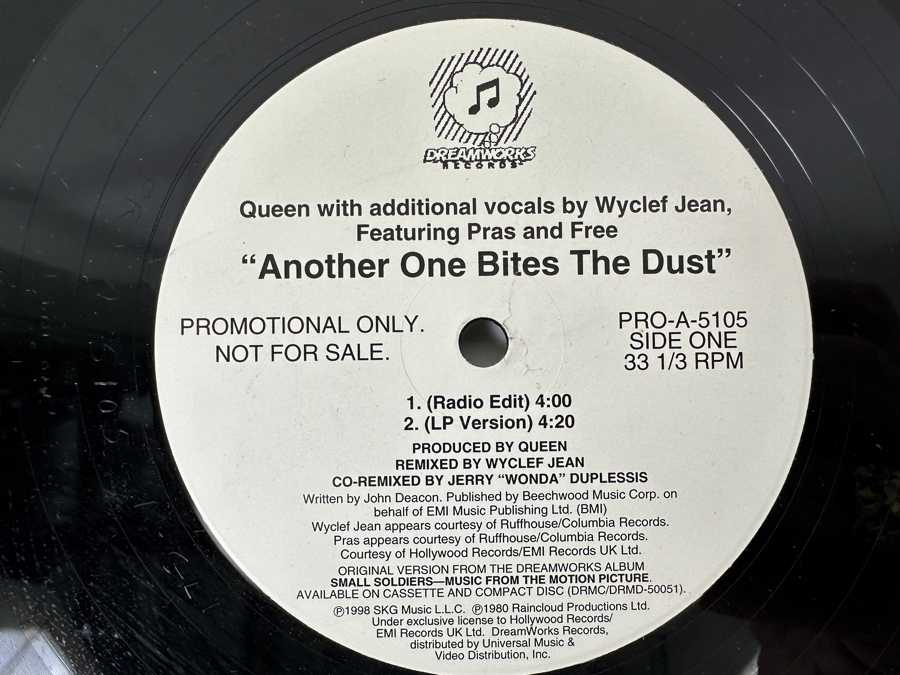 DREAMWORKS
RECORDS
Queen with additional vocals by Wyclef Jean,
Featuring Pras and Free
“Another One Bites The Dust”
PROMOTIONAL ONLY.
NOT FOR SALE.
PRO-A-5105
SIDE ONE
33 1/3 RPM
1. (Radio Edit) 4:00
2. (LP Version) 4:20
PRODUCED BY QUEEN
REMIXED BY WYCLEF JEAN
CO-REMIXED BY JERRY “WONDA” DUPLESSIS
Written by John Deacon. Published by Beechwood Music Corp. on
behalf of EMI Music Publishing Ltd. (BMI)
Wyclef Jean appears courtesy of Ruffhouse/Columbia Records.
Pras appears courtesy of Ruffhouse/Columbia Records.
Courtesy of Hollywood Records/EMI Records UK Ltd.
ORIGINAL VERSION FROM THE DREAMWORKS ALBUM
SMALL SOLDIERS—MUSIC FROM THE MOTION PICTURE.
AVAILABLE ON CASSETTE AND COMPACT DISC (DRMC/DRMD-50051).
℗1998 SKG Music L.L.C. ℗1980 Raincloud Productions Ltd.
Under exclusive license to Hollywood Records/
EMI Records UK Ltd. DreamWorks Records,
distributed by Universal Music &
Video Distribution, Inc.